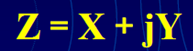 Z = X + jY